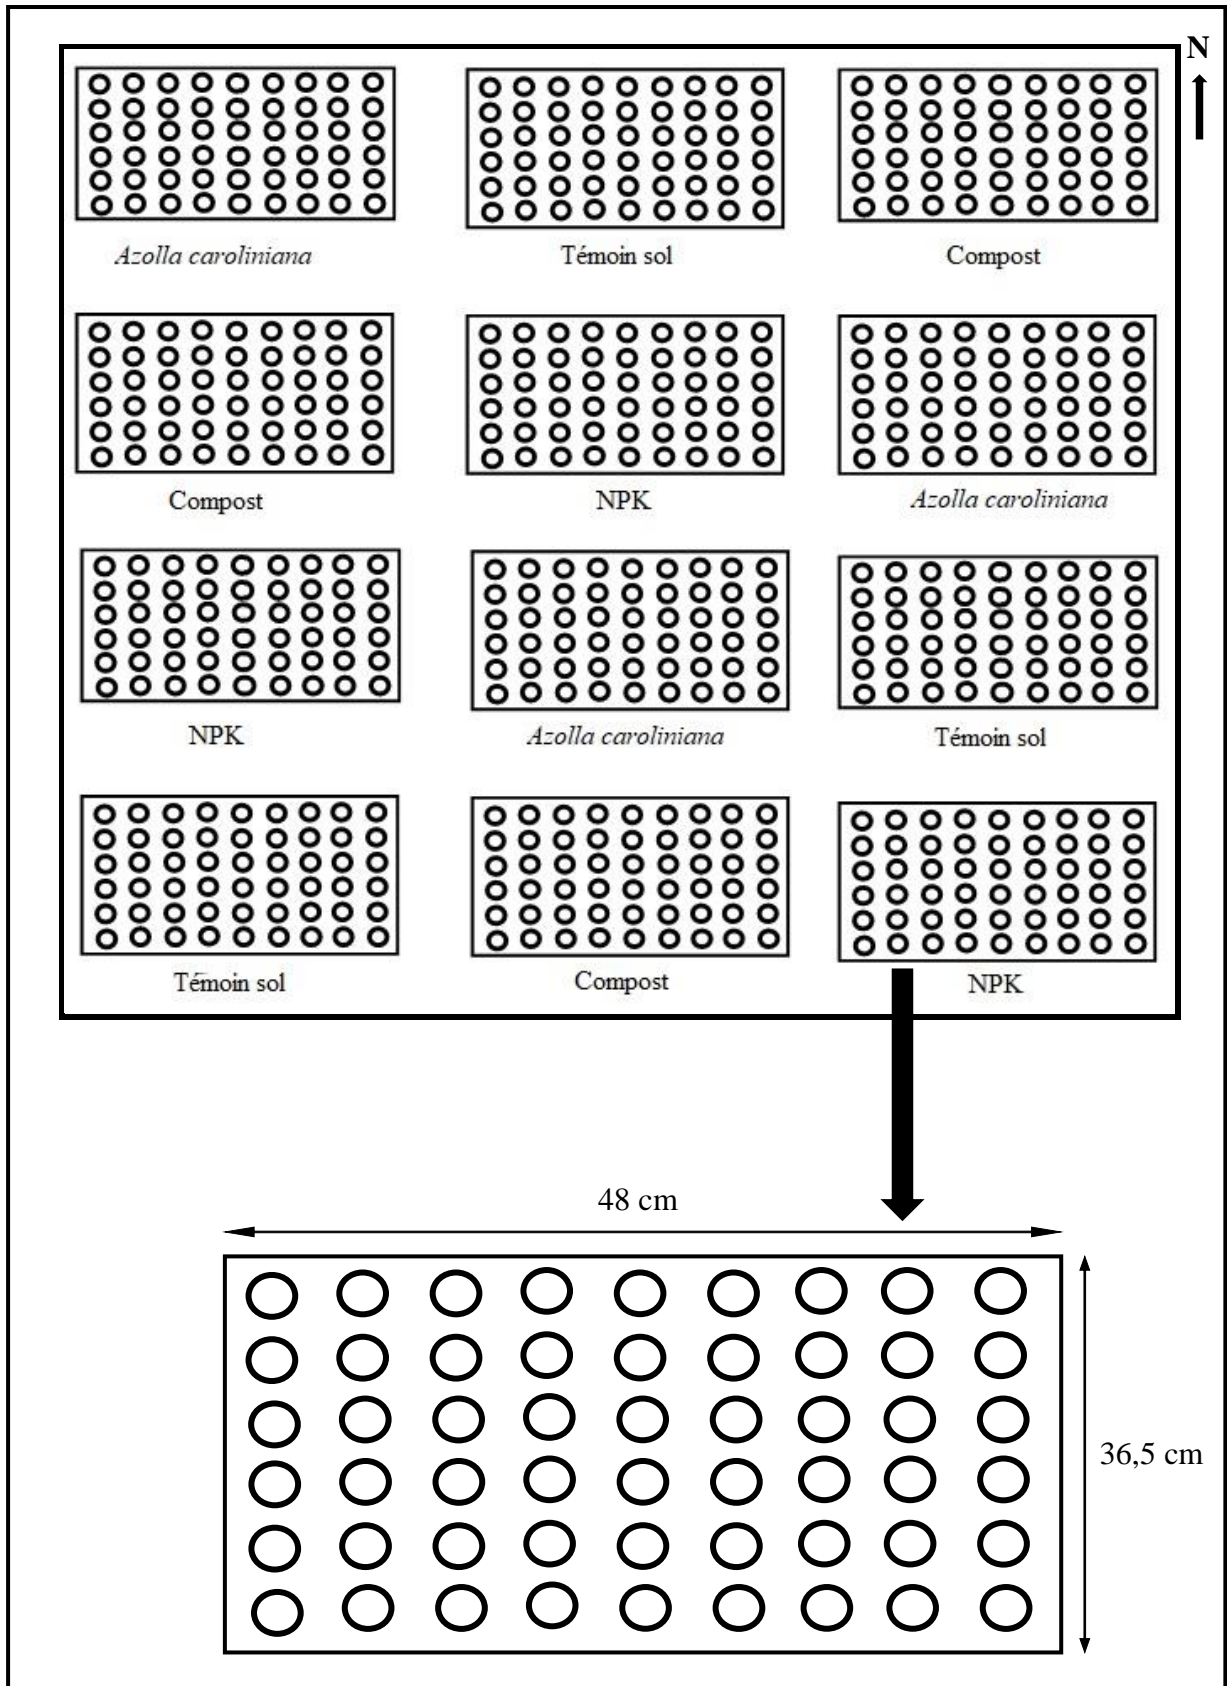 N
Azolla caroliniana
Témoin sol
Compost
Compost
NPK
Azolla caroliniana
NPK
Azolla caroliniana
Témoin sol
Témoin sol
Compost
NPK
48 cm
36,5 cm